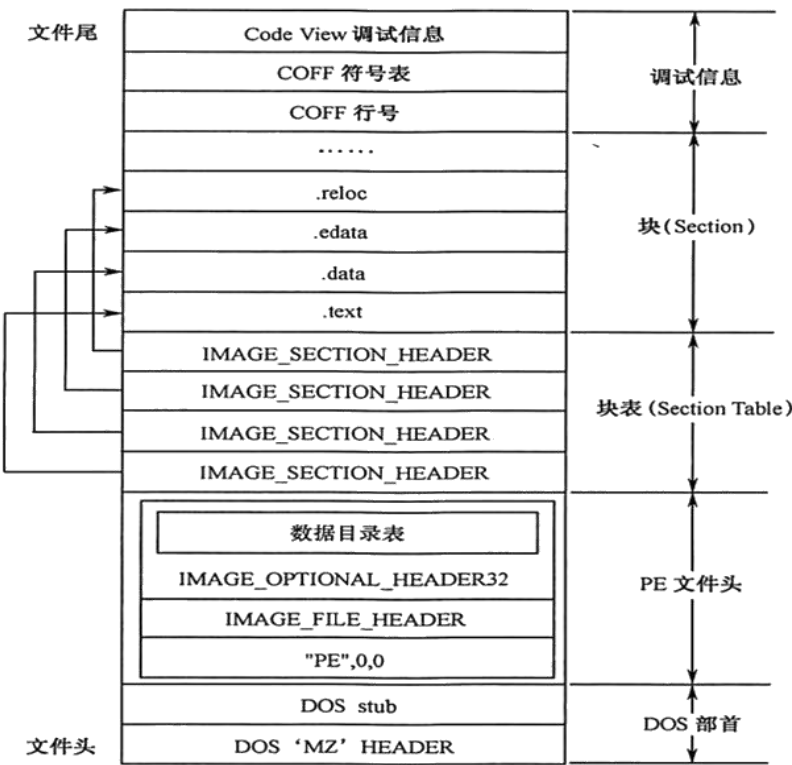 文件尾
Code View 调试信息
COFF 符号表
COFF 行号
调试信息
......
.reloc
.edata
.data
.text
块(Section)
IMAGE_SECTION_HEADER
IMAGE_SECTION_HEADER
IMAGE_SECTION_HEADER
IMAGE_SECTION_HEADER
块表(Section Table)
数据目录表
IMAGE_OPTIONAL_HEADER32
IMAGE_FILE_HEADER
"PE",0,0
PE 文件头
DOS stub
DOS 部首
文件头
DOS ‘MZ’ HEADER